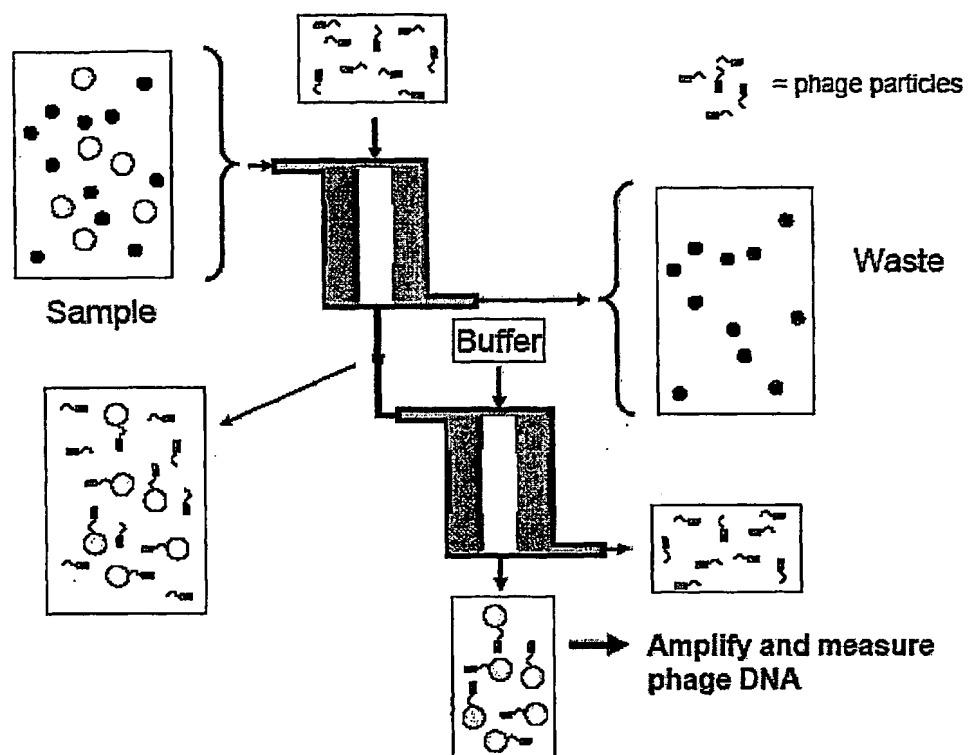 = phage particles
Sample
Waste
Buffer
Amplify and measure
phage DNA